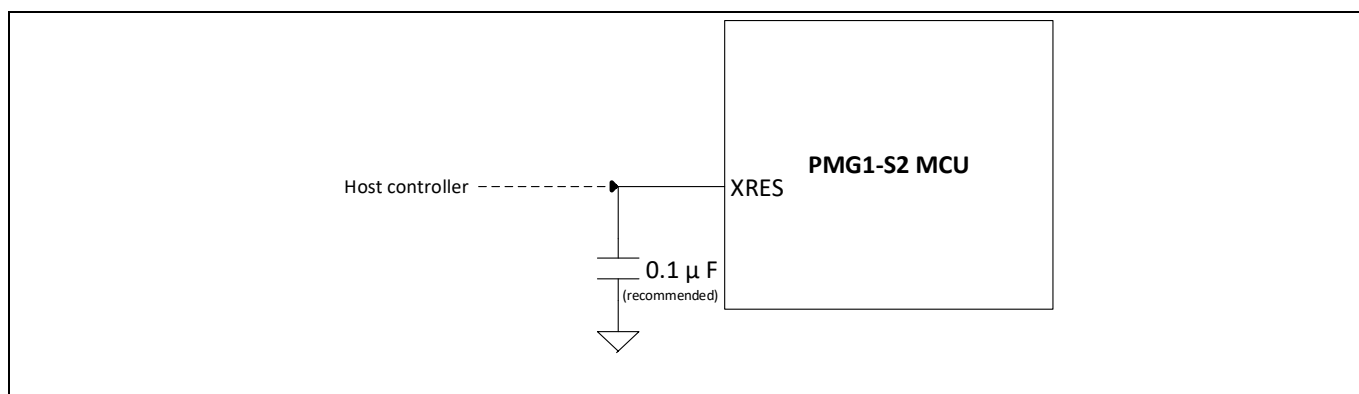 PMG1-S2 MCU
Host controller
XRES
0.1 µ F
(recommended)